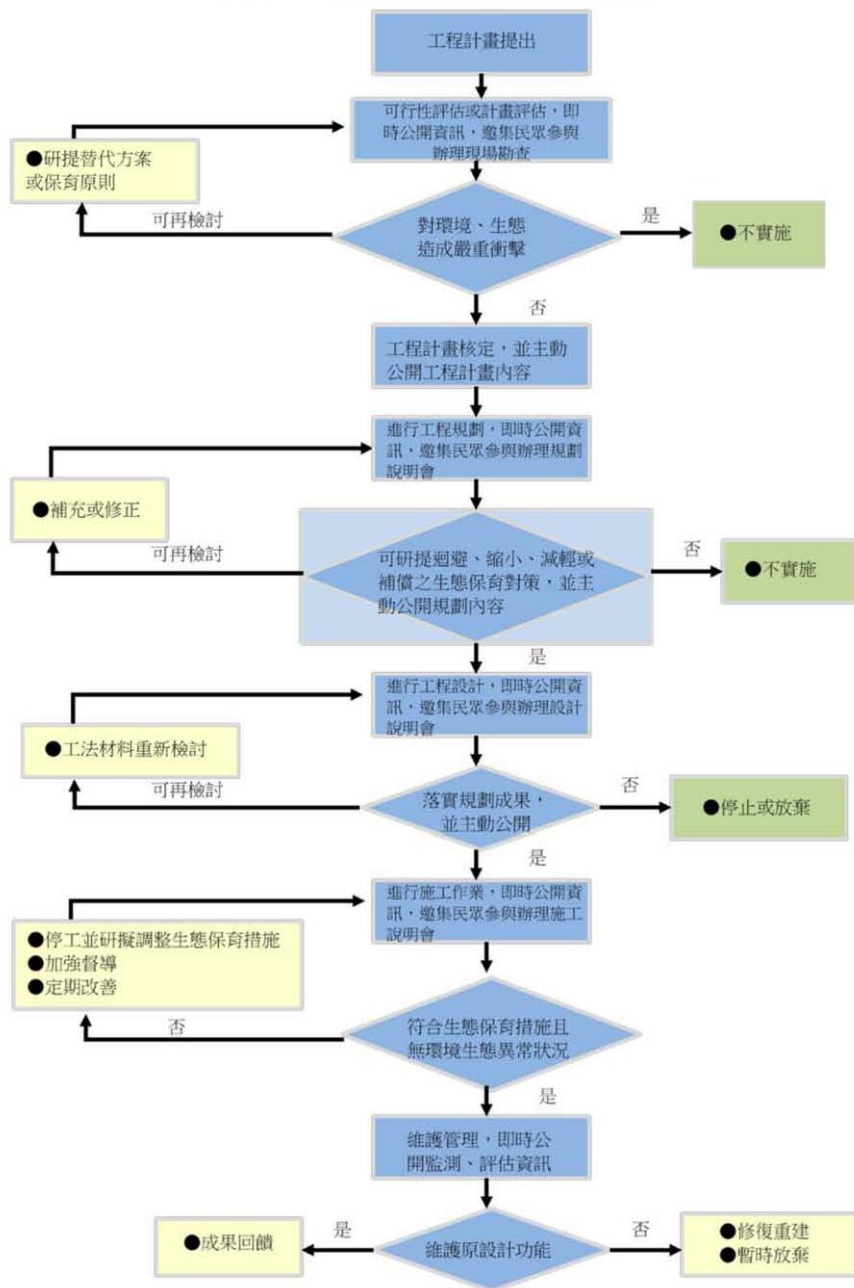 工程計畫提出
可行性評估或計畫評估，即
時公開資訊，邀集民眾參與
辦理現場勘查
●研提替代方案
或保育原則
可再檢討
對環境、生態
造成嚴重衝擊
是
●不實施
否
工程計畫核定，並主動
公開工程計畫內容
進行工程規劃，即時公開資
訊，邀集民眾參與辦理規劃
說明會
●補充或修正
可再檢討
可研提迴避、縮小、減輕或
補償之生態保育對策，並主
動公開規劃內容
否
●不實施
是
進行工程設計，即時公開資
訊，邀集民眾參與辦理設計
說明會
●工法材料重新檢討
可再檢討
落實規劃成果，
並主動公開
否
●停止或放棄
是
進行施工作業，即時公開資
訊，邀集民眾參與辦理施工
說明會
●停工並研擬調整生態保育措施
●加強督導
●定期改善
否
符合生態保育措施且
無環境生態異常狀況
是
維護管理，即時公
開監測、評估資訊
●成果回饋
是
維護原設計功能
否
●修復重建
●暫時放棄